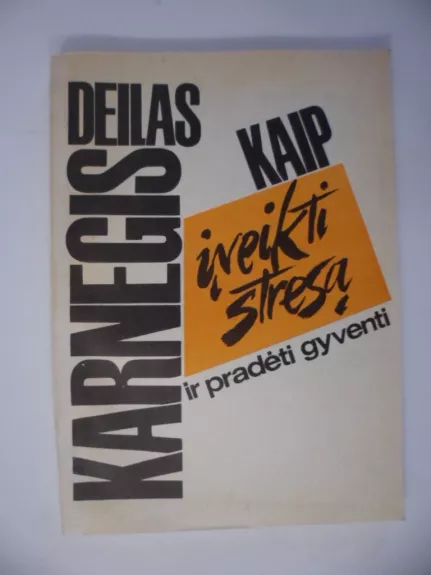 DEILAS
KARNEGIS
KAIP
įveikti
stresą
ir pradėti gyventi